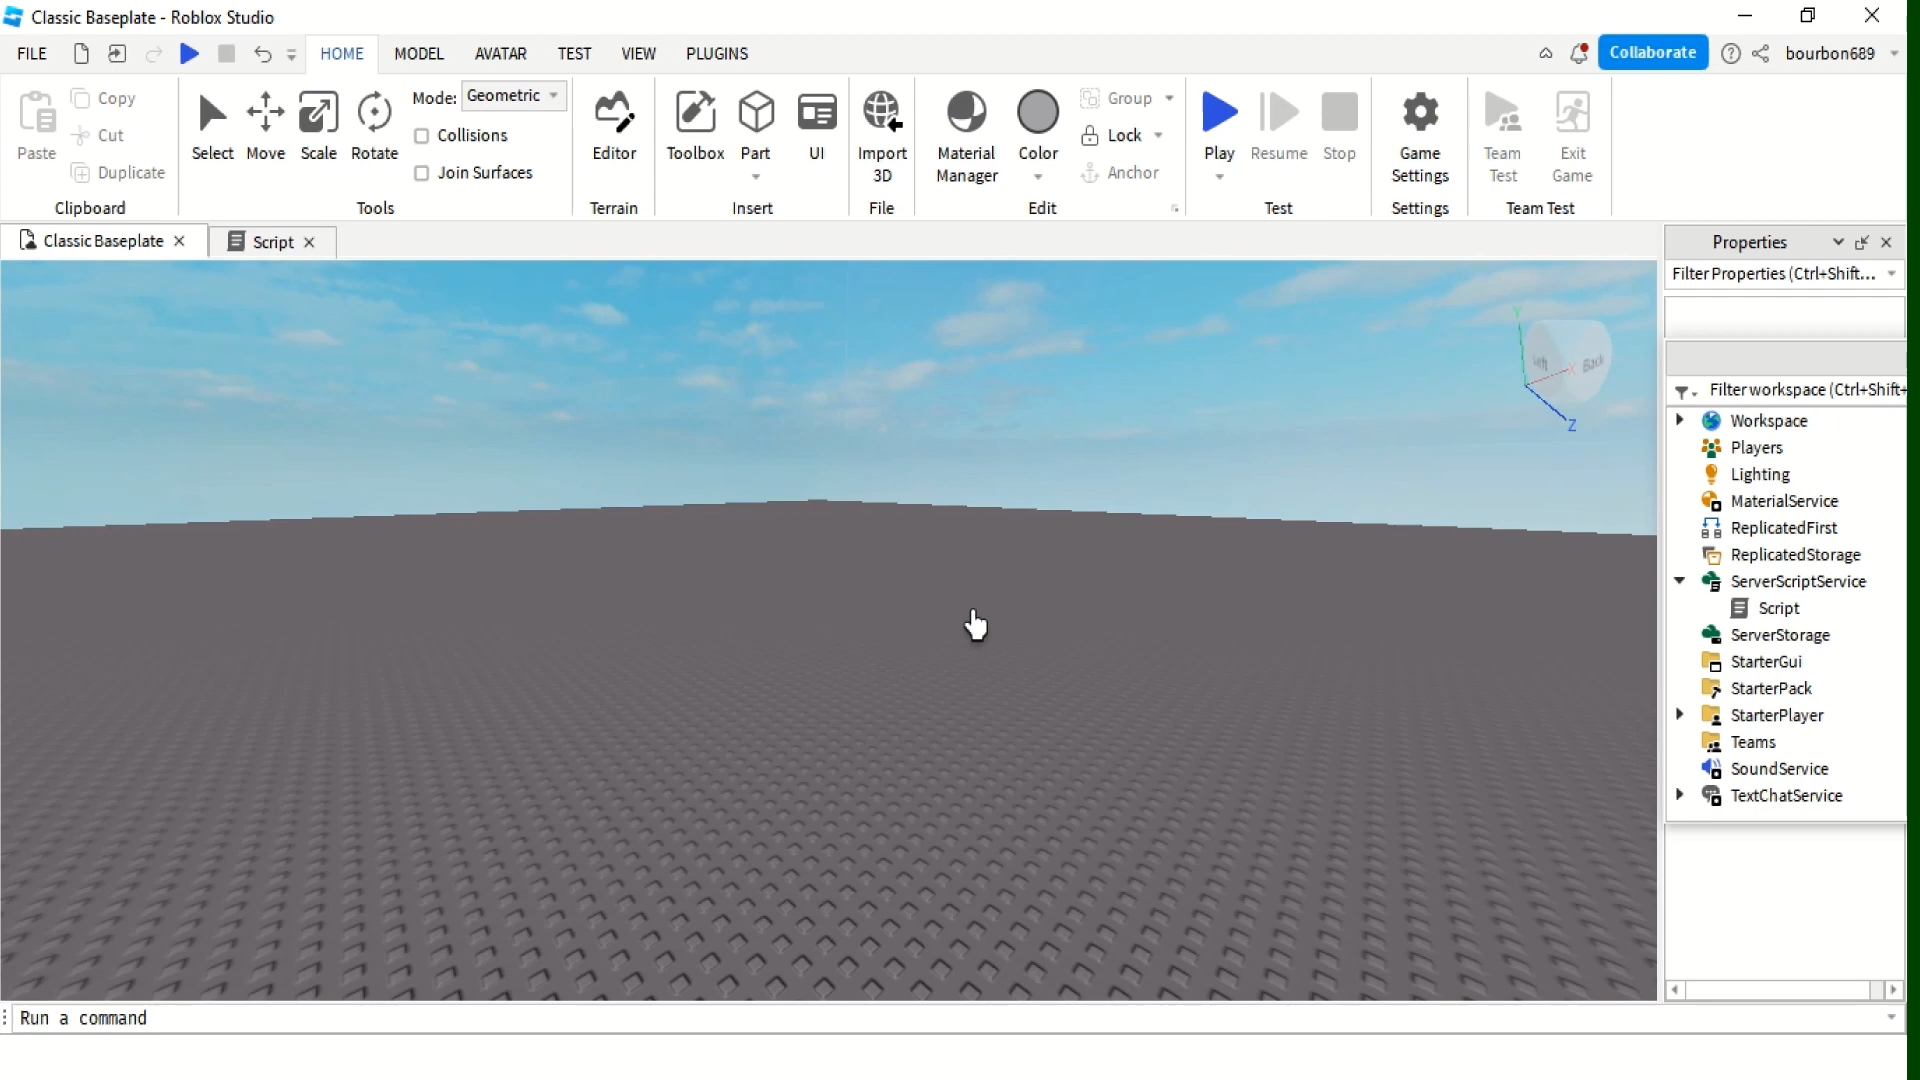 Classic Baseplate - Roblox Studio
FILE
HOME
MODEL
AVATAR
TEST
VIEW
PLUGINS
Collaborate
bourbon689
Paste
Copy
Cut
Duplicate
Clipboard
Select
Move
Scale
Rotate
Mode: Geometric
Collisions
Join Surfaces
Tools
Editor
Terrain
Toolbox
Part
UI
Insert
Import
3D
File
Material
Manager
Color
Group
Lock
Anchor
Edit
Play
Resume
Stop
Test
Game
Settings
Settings
Team
Test
Exit
Game
Team Test
Classic Baseplate
Script
Properties
Filter Properties (Ctrl+Shift...
Y
Left
X
Back
Z
Filter workspace (Ctrl+Shift+
Workspace
Players
Lighting
MaterialService
ReplicatedFirst
ReplicatedStorage
ServerScriptService
Script
ServerStorage
StarterGui
StarterPack
StarterPlayer
Teams
SoundService
TextChatService
Run a command